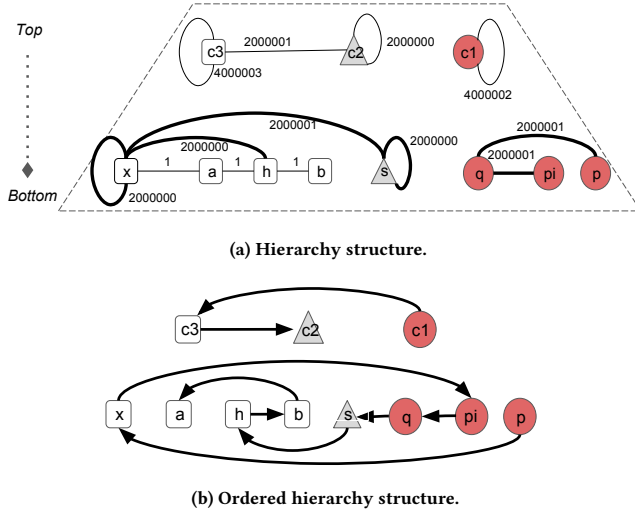 Top
c3
2000001
c2
2000000
c1
4000003
4000002
2000001
2000000
2000000
2000001
x
1
a
1
h
1
b
s
q
2000001
pi
p
2000000
Bottom
(a) Hierarchy structure.
c3
c2
c1
x
a
h
b
s
q
pi
p
(b) Ordered hierarchy structure.